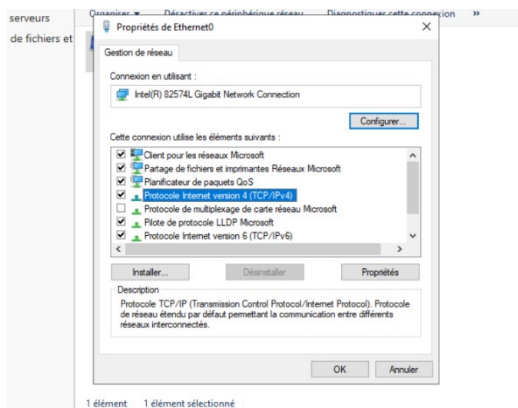 serveurs
de fichiers et
Organiser Désactiver ce périphérique réseau Diagnostiquer cette connexion »
Propriétés de Ethernet0
Gestion de réseau
Connexion en utilisant :
Intel(R) 82574L Gigabit Network Connection
Configurer...
Cette connexion utilise les éléments suivants :
Client pour les réseaux Microsoft
Partage de fichiers et imprimantes Réseaux Microsoft
Planificateur de paquets QoS
Protocole Internet version 4 (TCP/IPv4)
Protocole de multiplexage de carte réseau Microsoft
Pilote de protocole LLDP Microsoft
Protocole Internet version 6 (TCP/IPv6)
Installer... Désinstaller Propriétés
Description
Protocole TCP/IP (Transmission Control Protocol/Internet Protocol). Protocole
de réseau étendu par défaut permettant la communication entre différents
réseaux interconnectés.
OK Annuler
1 élément 1 élément sélectionné